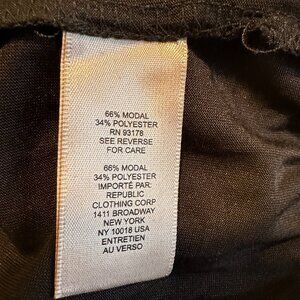 66% MODAL
34% POLYESTER
RN 93178
SEE REVERSE
FOR CARE
66% MODAL
34% POLYESTER
IMPORTÉ PAR:
REPUBLIC
CLOTHING CORP
1411 BROADWAY
NEW YORK
NY 10018 USA
ENTRETIEN
AU VERSO